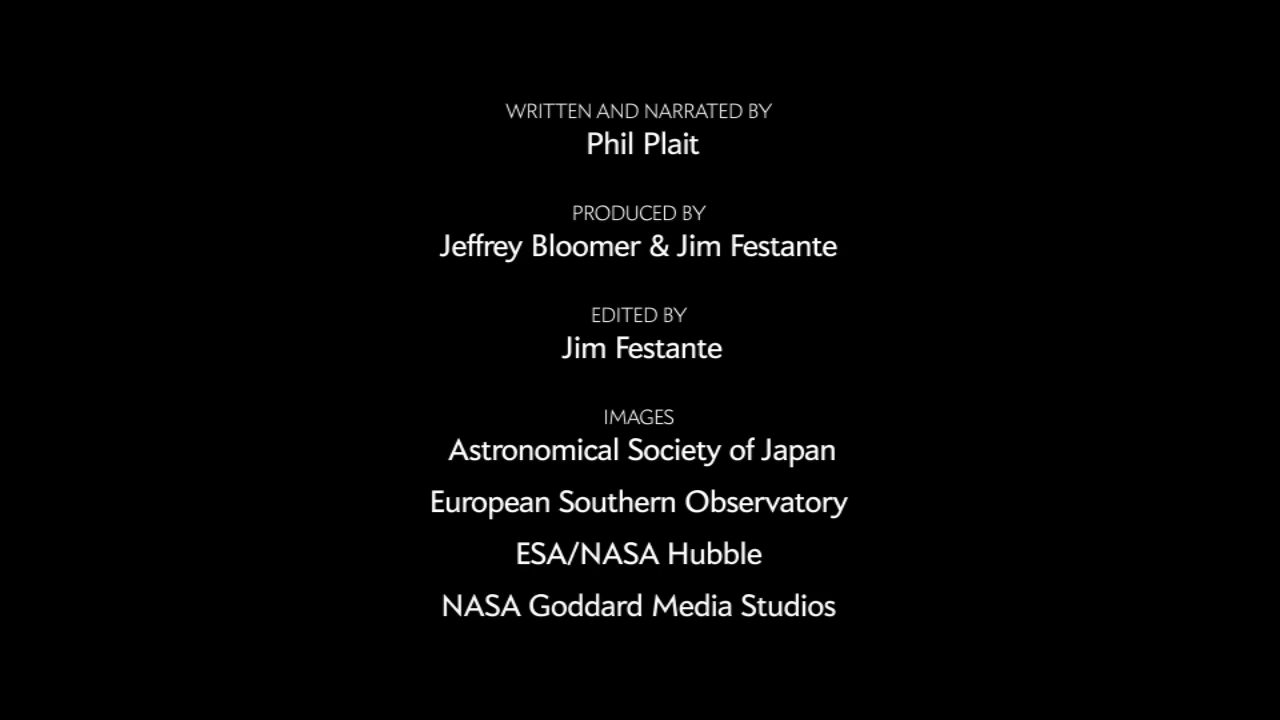 WRITTEN AND NARRATED BY
Phil Plait
PRODUCED BY
Jeffrey Bloomer & Jim Festante
EDITED BY
Jim Festante
IMAGES
Astronomical Society of Japan
European Southern Observatory
ESA/NASA Hubble
NASA Goddard Media Studios